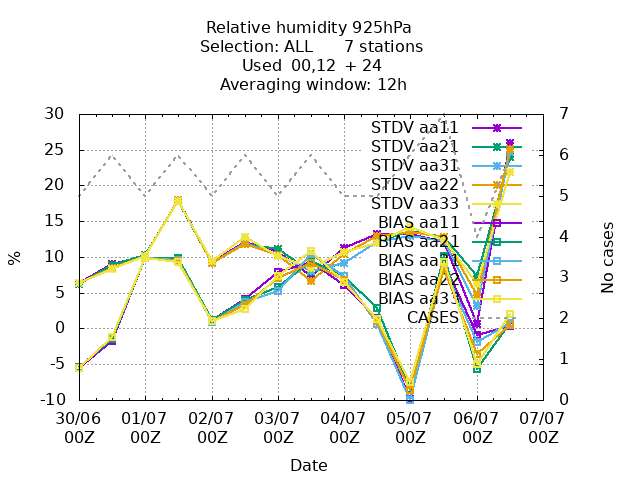 Relative humidity 925hPa
Selection: ALL 7 stations
Used 00,12 + 24
Averaging window: 12h
30
25
20
15
10
5
0
-5
-10
%
7
6
5
4
3
2
1
0
No cases
STDV aa11
STDV aa21
STDV aa31
STDV aa22
STDV aa33
BIAS aa11
BIAS aa21
BIAS aa31
BIAS aa22
BIAS aa33
CASES
30/06 01/07 02/07 03/07 04/07 05/07 06/07 07/07
00Z 00Z 00Z 00Z 00Z 00Z 00Z 00Z
Date